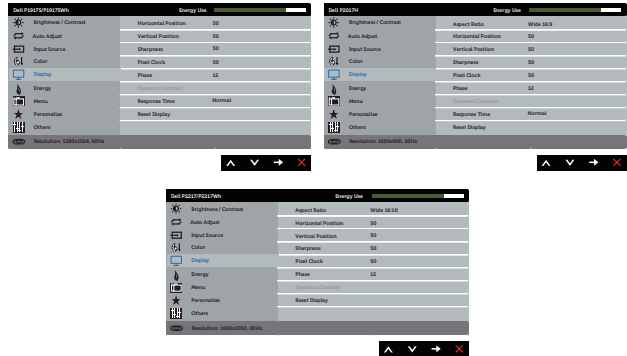 Dell P1917S/P1917SWh Energy Use
Brightness / Contrast Horizontal Position 50
Auto Adjust Vertical Position 50
Input Source Sharpness 50
Color Pixel Clock 50
Display Phase 12
Energy Dynamic Contrast
Menu Response Time Normal
Personalize Reset Display
Others
Resolution: 1280x1024, 60Hz
Dell P2017H Energy Use
Brightness / Contrast Aspect Ratio Wide 16:9
Auto Adjust Horizontal Position 50
Input Source Vertical Position 50
Color Sharpness 50
Display Pixel Clock 50
Energy Phase 12
Menu Dynamic Contrast
Personalize Response Time Normal
Others Reset Display
Resolution: 1600x900, 60Hz
Dell P2217/P2217Wh Energy Use
Brightness / Contrast Aspect Ratio Wide 16:10
Auto Adjust Horizontal Position 50
Input Source Vertical Position 50
Color Sharpness 50
Display Pixel Clock 50
Energy Phase 12
Menu Dynamic Contrast
Personalize Reset Display
Others
Resolution: 1680x1050, 60Hz